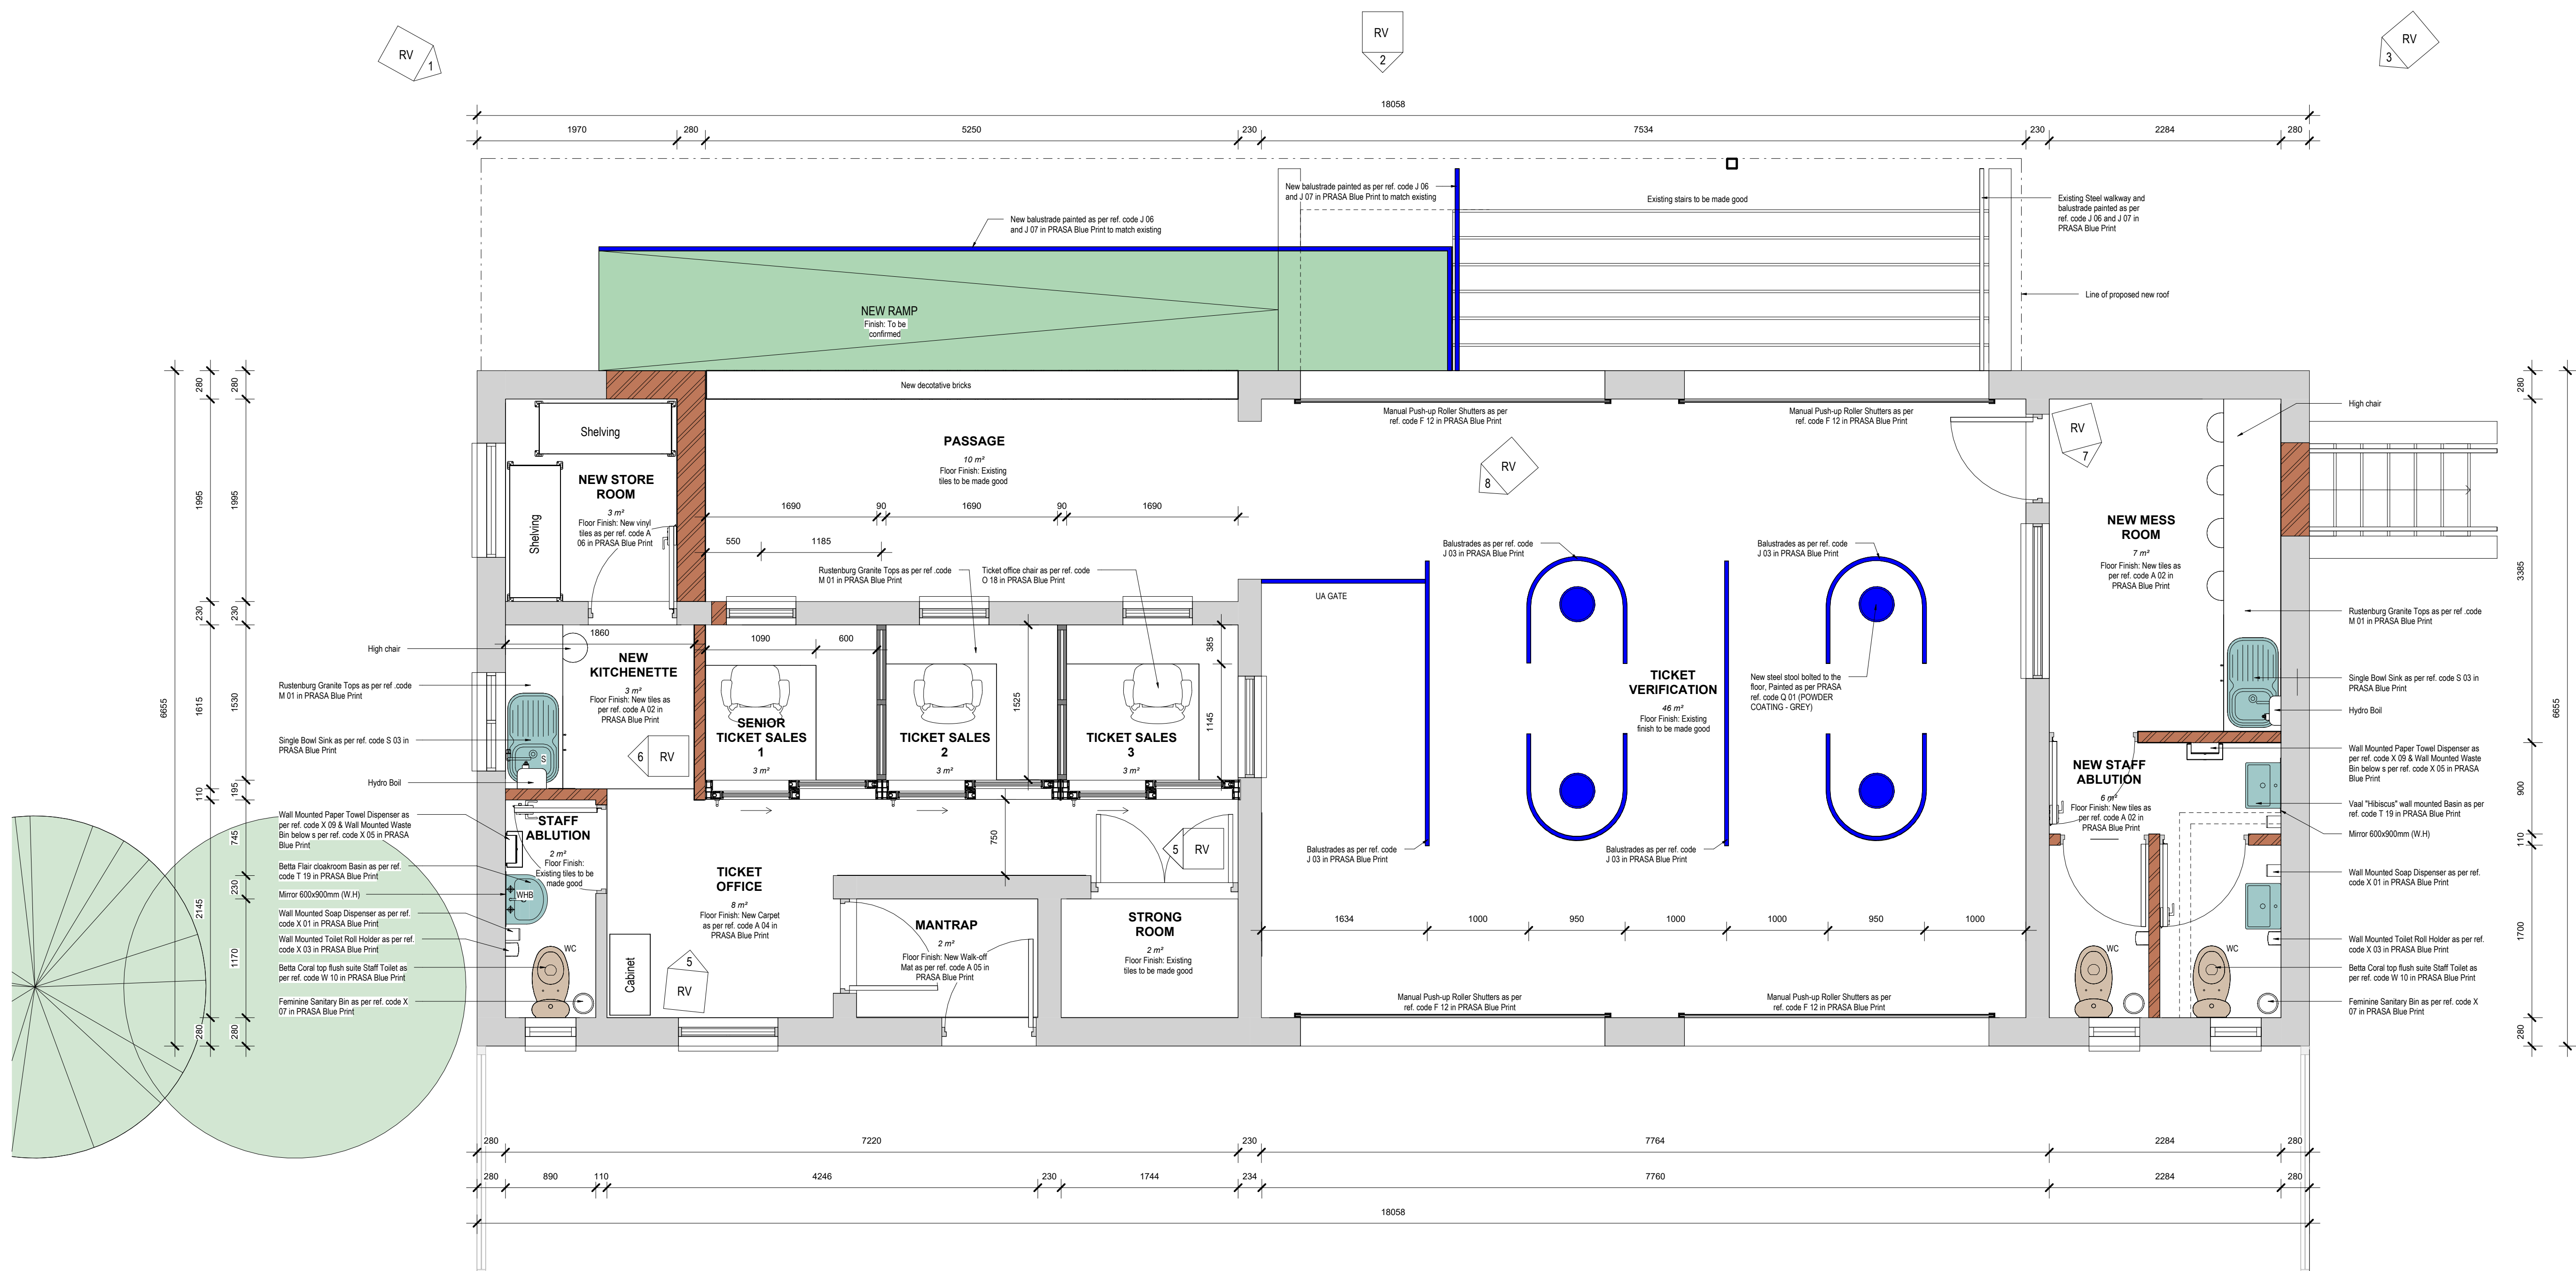 RV
1
RV
2
RV
3
18058
1970
280
5250
230
7534
230
2284
280
New balustrade painted as per ref. code J 06
and J 07 in PRASA Blue Print to match existing
New balustrade painted as per ref. code J 06
and J 07 in PRASA Blue Print to match existing
Existing stairs to be made good
Existing Steel walkway and
balustrade painted as per
ref. code J 06 and J 07 in
PRASA Blue Print
Line of proposed new roof
NEW RAMP
Finish: To be
confirmed
New decotative bricks
Manual Push-up Roller Shutters as per
ref. code F 12 in PRASA Blue Print
Manual Push-up Roller Shutters as per
ref. code F 12 in PRASA Blue Print
Shelving
Shelving
NEW STORE
ROOM
3 m²
Floor Finish: New vinyl
tiles as per ref. code A
06 in PRASA Blue Print
PASSAGE
10 m²
Floor Finish: Existing
tiles to be made good
1690
90
1690
90
1690
550
1185
Rustenburg Granite Tops as per ref .code
M 01 in PRASA Blue Print
Ticket office chair as per ref. code
O 18 in PRASA Blue Print
RV
8
RV
7
High chair
NEW MESS
ROOM
7 m²
Floor Finish: New tiles as
per ref. code A 02 in
PRASA Blue Print
Balustrades as per ref. code
J 03 in PRASA Blue Print
Balustrades as per ref. code
J 03 in PRASA Blue Print
UA GATE
Rustenburg Granite Tops as per ref .code
M 01 in PRASA Blue Print
Single Bowl Sink as per ref. code S 03 in
PRASA Blue Print
Hydro Boil
Wall Mounted Paper Towel Dispenser as
per ref. code X 09 & Wall Mounted Waste
Bin below s per ref. code X 05 in PRASA
Blue Print
Vaal "Hibiscus" wall mounted Basin as per
ref. code T 19 in PRASA Blue Print
Mirror 600x900mm (W.H)
Wall Mounted Soap Dispenser as per ref.
code X 01 in PRASA Blue Print
Wall Mounted Toilet Roll Holder as per ref.
code X 03 in PRASA Blue Print
Betta Coral top flush suite Staff Toilet as
per ref. code W 10 in PRASA Blue Print
Feminine Sanitary Bin as per ref. code X
07 in PRASA Blue Print
High chair
Rustenburg Granite Tops as per ref .code
M 01 in PRASA Blue Print
Single Bowl Sink as per ref. code S 03 in
PRASA Blue Print
Hydro Boil
Wall Mounted Paper Towel Dispenser as
per ref. code X 09 & Wall Mounted Waste
Bin below s per ref. code X 05 in PRASA
Blue Print
Betta Flair cloakroom Basin as per ref.
code T 19 in PRASA Blue Print
Mirror 600x900mm (W.H)
Wall Mounted Soap Dispenser as per ref.
code X 01 in PRASA Blue Print
Wall Mounted Toilet Roll Holder as per ref.
code X 03 in PRASA Blue Print
Betta Coral top flush suite Staff Toilet as
per ref. code W 10 in PRASA Blue Print
Feminine Sanitary Bin as per ref. code X
07 in PRASA Blue Print
1860
NEW
KITCHENETTE
3 m²
Floor Finish: New tiles as
per ref. code A 02 in
PRASA Blue Print
S
6
RV
1090
600
1525
385
1145
SENIOR
TICKET SALES
1
3 m²
TICKET SALES
2
3 m²
TICKET SALES
3
3 m²
TICKET
VERIFICATION
46 m²
Floor Finish: Existing
finish to be made good
New steel stool bolted to the
floor, Painted as per PRASA
ref. code Q 01 (POWDER
COATING - GREY)
Balustrades as per ref. code
J 03 in PRASA Blue Print
Balustrades as per ref. code
J 03 in PRASA Blue Print
NEW STAFF
ABLUTION
6 m²
Floor Finish: New tiles as
per ref. code A 02 in
PRASA Blue Print
STAFF
ABLUTION
2 m²
Floor Finish:
Existing tiles to be
made good
WHB
WC
750
5
RV
TICKET
OFFICE
8 m²
Floor Finish: New Carpet
as per ref. code A 04 in
PRASA Blue Print
Cabinet
5
RV
MANTRAP
2 m²
Floor Finish: New Walk-off
Mat as per ref. code A 05 in
PRASA Blue Print
STRONG
ROOM
2 m²
Floor Finish: Existing
tiles to be made good
1634
1000
950
1000
1000
950
1000
WC
WC
Manual Push-up Roller Shutters as per
ref. code F 12 in PRASA Blue Print
Manual Push-up Roller Shutters as per
ref. code F 12 in PRASA Blue Print
6655
280
1995
230
1615
110
2145
280
280
1995
230
1530
195
745
230
1170
280
280
3385
900
110
1700
280
6655
280
7220
230
7764
2284
280
280
890
110
4246
230
1744
234
7760
2284
280
18058